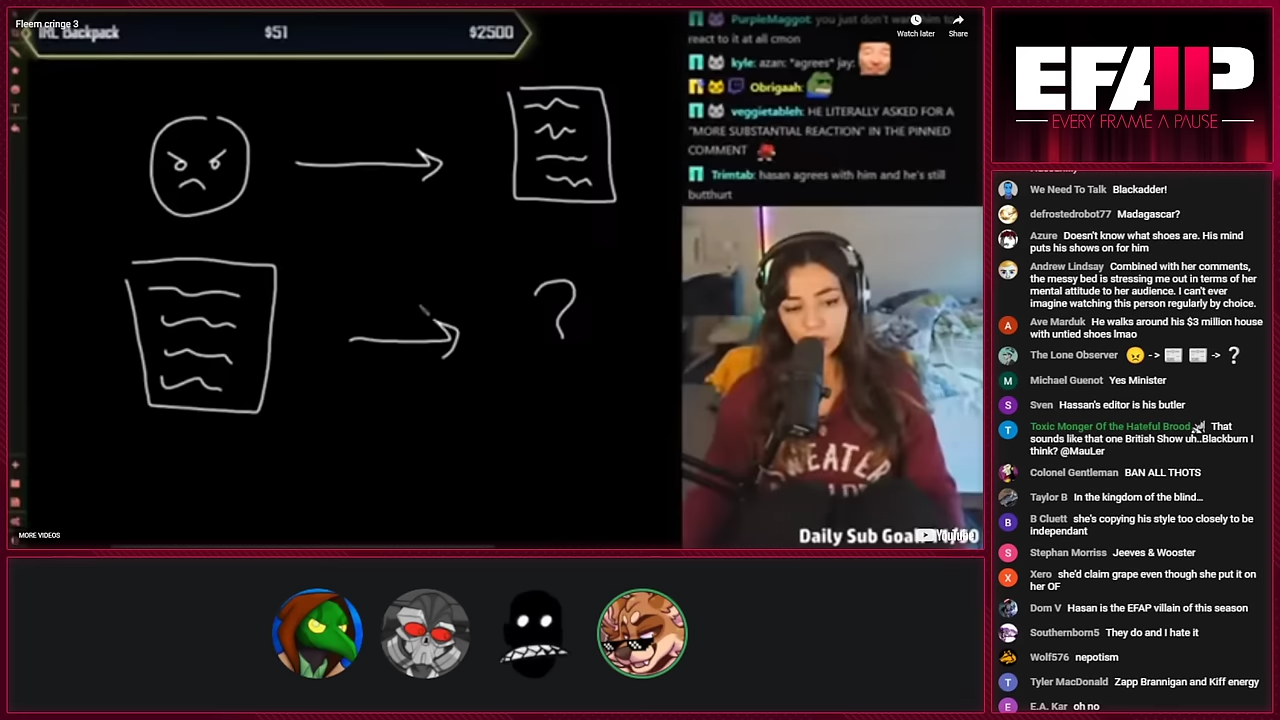 Fleem cringe 3
IRL Backpack $51 $2500
Watch later Share
PurpleMaggot: you just don't want him to
react to it at all cmon
kyle: azan: *agrees* jay:
Obrigaah:
veggietableh: HE LITERALLY ASKED FOR A
"MORE SUBSTANTIAL REACTION" IN THE PINNED
COMMENT
Trimtab: hasan agrees with him and he's still
butthurt
?
SWEATER
Daily Sub Goal
YouTube
MORE VIDEOS
EFAP
EVERY FRAME A PAUSE
We Need To Talk Blackadder!
defrostedrobot77 Madagascar?
Azure Doesn't know what shoes are. His mind
puts his shows on for him
Andrew Lindsay Combined with her comments,
the messy bed is stressing me out in terms of her
mental attitude to her audience. I can't ever
imagine watching this person regularly by choice.
A Ave Marduk He walks around his $3 million house
with untied shoes lmao
The Lone Observer 😠 -> 📰 📰 -> ❔
M Michael Guenot Yes Minister
S Sven Hassan's editor is his butler
T Toxic Monger Of the Hateful Brood That
sounds like that one British Show uh..Blackburn I
think? @MauLer
Colonel Gentleman BAN ALL THOTS
Taylor B In the kingdom of the blind...
B B Cluett she's copying his style too closely to be
independant
S Stephan Morriss Jeeves & Wooster
X Xero she'd claim grape even though she put it on
her OF
Dom V Hasan is the EFAP villain of this season
Southernborn5 They do and I hate it
Wolf576 nepotism
T Tyler MacDonald Zapp Brannigan and Kiff energy
E E.A. Kar oh no